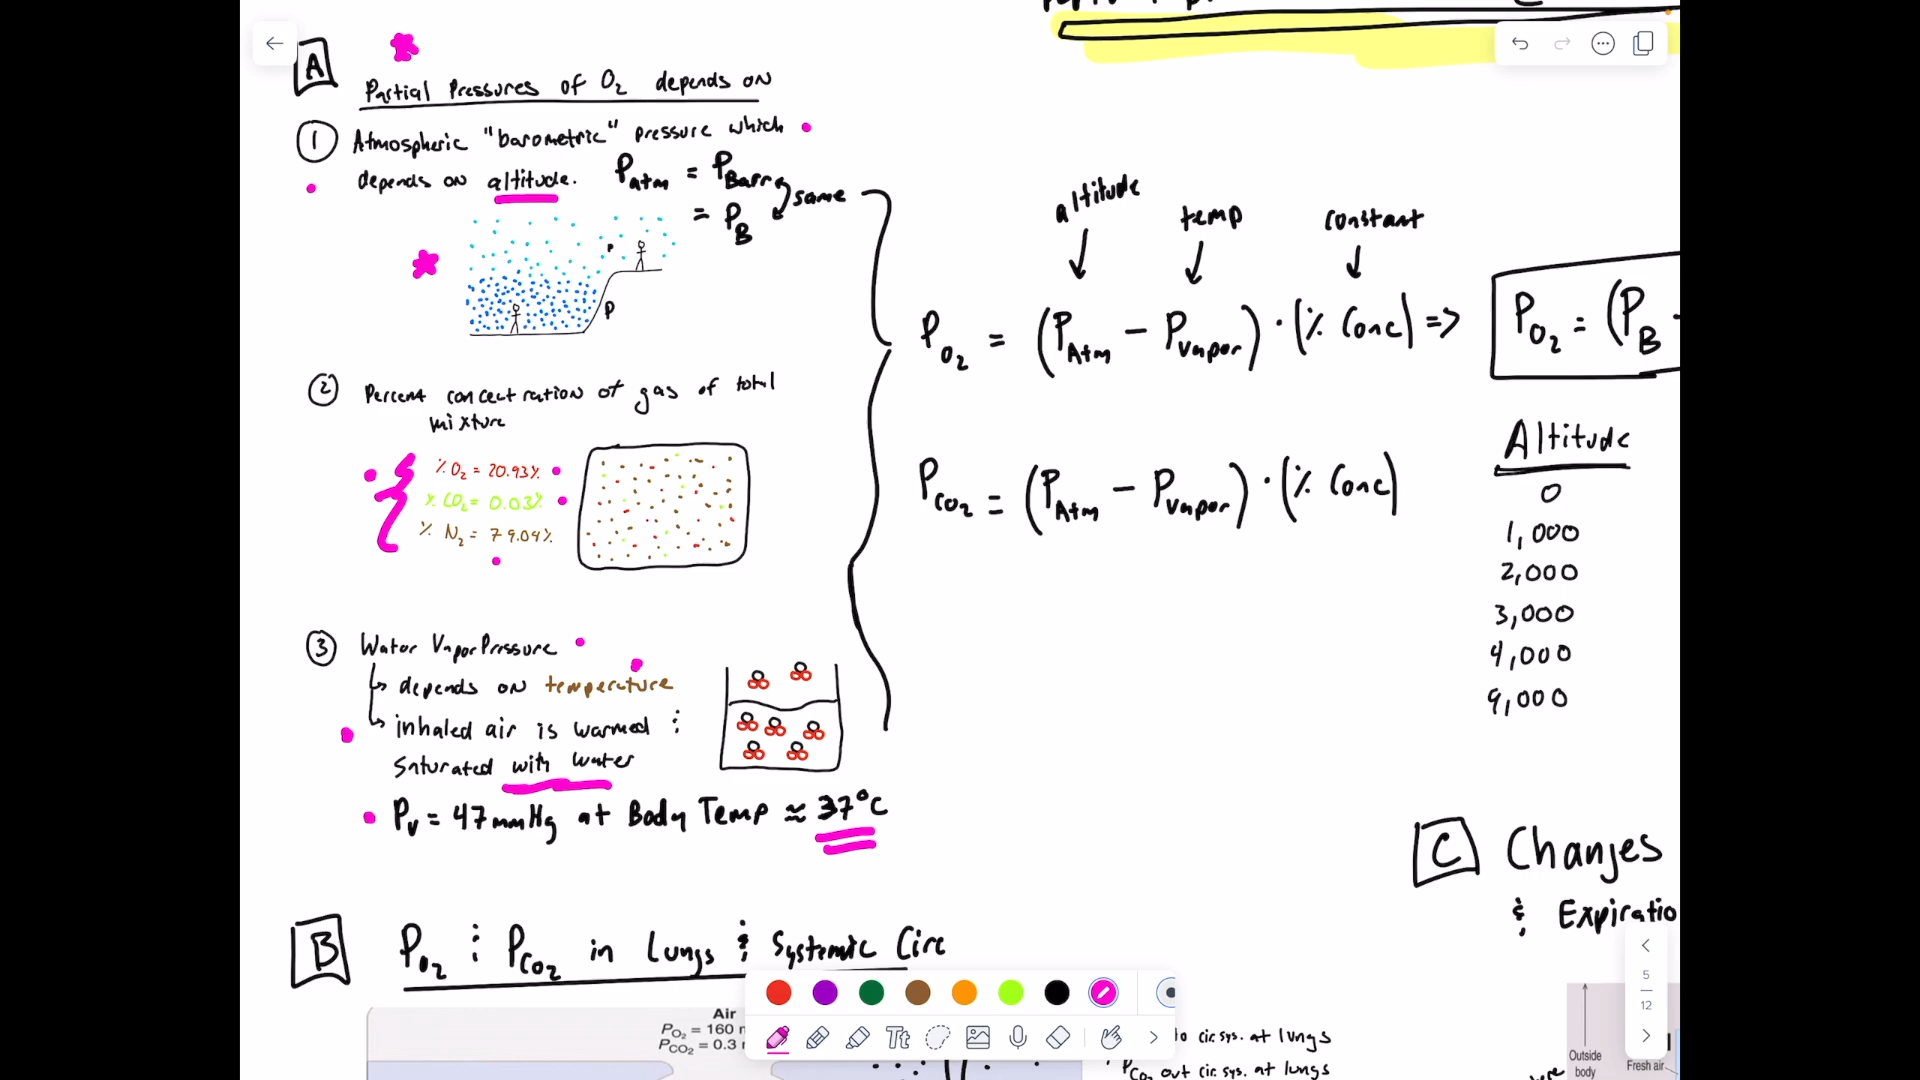 A
Partial Pressures of O2 depends on
1 Atmospheric "barometric" pressure which
depends on altitude. Patm = PBarro
= PB same
P
P
2 Percent concentration of gas of total
mixture
% O2 = 20.93%
% CO2 = 0.03%
% N2 = 79.04%
3 Water Vapor Pressure
↳ depends on temperature
↳ inhaled air is warmed &
saturated with water
Pv = 47 mmHg at Body Temp ≈ 37°C
altitude
temp
constant
PO2 = (PAtm - PVapor) · (% Conc) =>
PO2 = (PB -
PCO2 = (PAtm - PVapor) · (% Conc)
Altitude
0
1,000
2,000
3,000
4,000
9,000
C Changes
& Expiratio
B PO2 & PCO2 in Lungs & Systemic Circ
Air
PO2 = 160
PCO2 = 0.3
to cir. sys. at lungs
PCO2 out cir. sys. at lungs
Outside
body
Fresh air
Tt
5
12